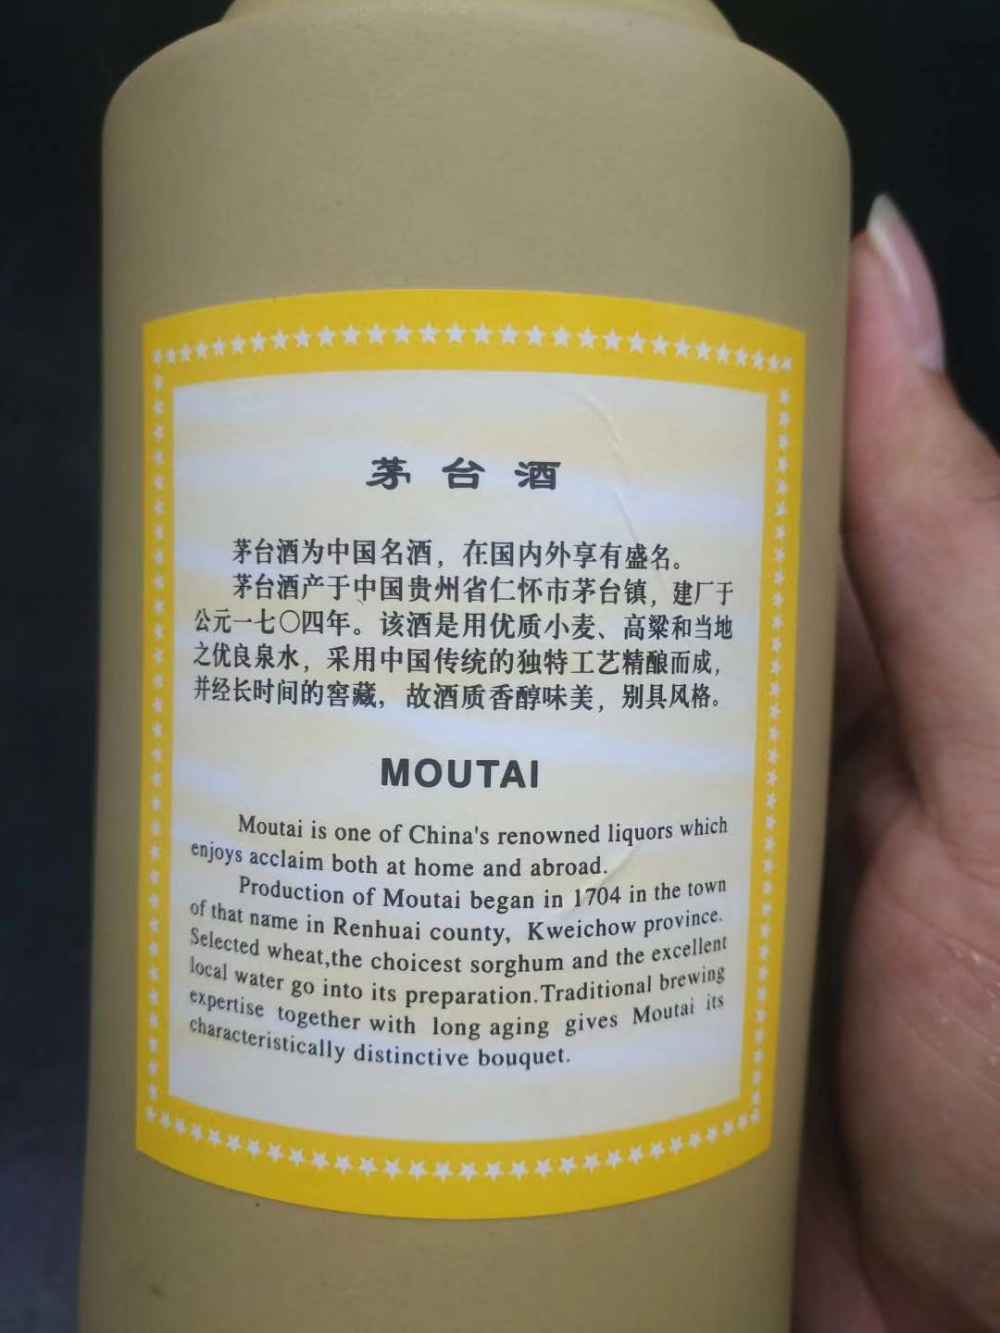 茅台酒
茅台酒为中国名酒，在国内外享有盛名。
茅台酒产于中国贵州省仁怀市茅台镇，建厂于
公元一七〇四年。该酒是用优质小麦、高粱和当地
之优良泉水，采用中国传统的独特工艺精酿而成，
并经长时间的窖藏，故酒质香醇味美，别具风格。
MOUTAI
Moutai is one of China's renowned liquors which
enjoys acclaim both at home and abroad.
Production of Moutai began in 1704 in the town
of that name in Renhuai county, Kweichow province.
Selected wheat,the choicest sorghum and the excellent
local water go into its preparation.Traditional brewing
expertise together with long aging gives Moutai its
characteristically distinctive bouquet.